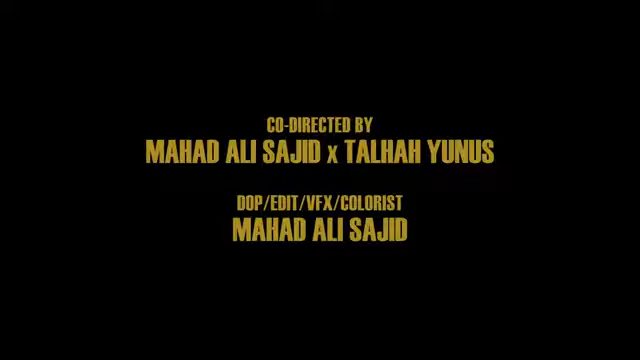 CO-DIRECTED BY
MAHAD ALI SAJID x TALHAH YUNUS
DOP/EDIT/VFX/COLORIST
MAHAD ALI SAJID